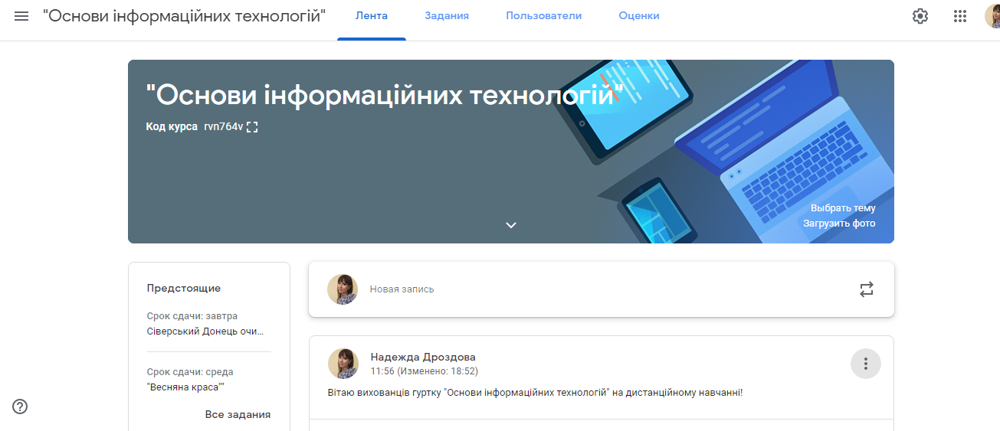 "Основи інформаційних технологій"
Лента
Задания
Пользователи
Оценки
"Основи інформаційних технологій"
Код курса rvn764v
Выбрать тему
Загрузить фото
Предстоящие
Срок сдачи: завтра
Сіверський Донець очи…
Срок сдачи: среда
"Весняна краса""
Все задания
Новая запись
Надежда Дроздова
11:56 (Изменено: 18:52)
Вітаю вихованців гуртку "Основи інформаційних технологій" на дистанційному навчанні!